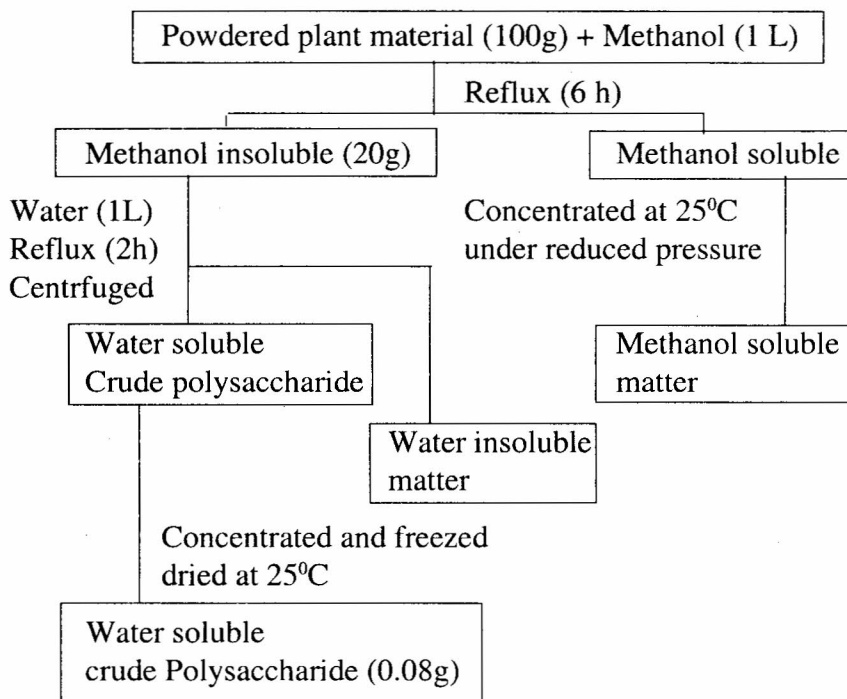 Powdered plant material (100g) + Methanol (1 L)
Reflux (6 h)
Methanol insoluble (20g)
Methanol soluble
Water (1L)
Reflux (2h)
Centrfuged
Concentrated at 25⁰C
under reduced pressure
Water soluble
Crude polysaccharide
Methanol soluble
matter
Water insoluble
matter
Concentrated and freezed
dried at 25⁰C
Water soluble
crude Polysaccharide (0.08g)